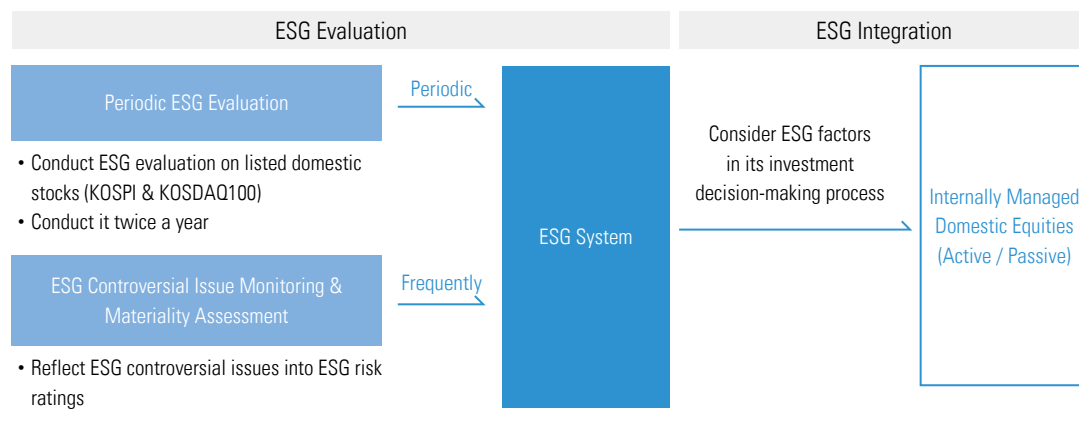 ESG Evaluation
ESG Integration
Periodic ESG Evaluation
Periodic
• Conduct ESG evaluation on listed domestic
stocks (KOSPI & KOSDAQ100)
• Conduct it twice a year
ESG Controversial Issue Monitoring &
Materiality Assessment
Frequently
• Reflect ESG controversial issues into ESG risk
ratings
ESG System
Consider ESG factors
in its investment
decision-making process
Internally Managed
Domestic Equities
(Active / Passive)